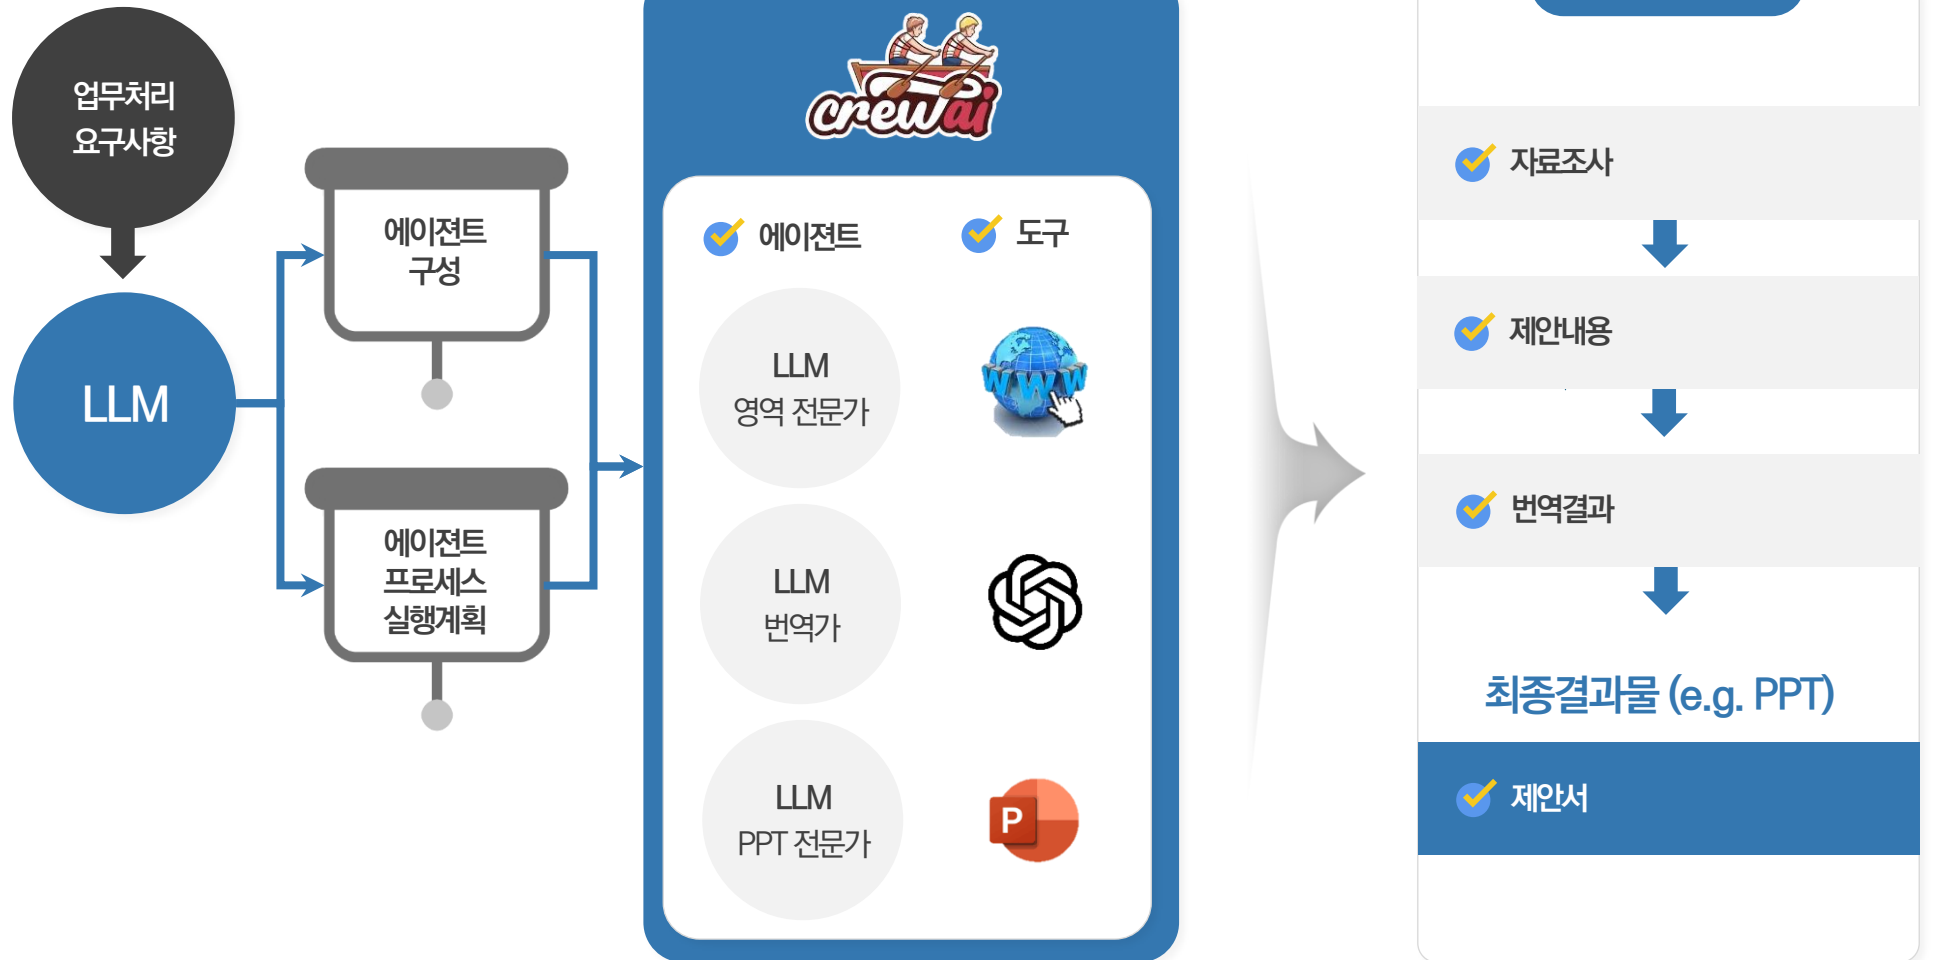 업무처리
요구사항
LLM
에이젼트
구성
에이젼트
프로세스
실행계획
crewai
에이젼트
도구
LLM
영역 전문가
WWW
LLM
번역가
LLM
PPT 전문가
P
자료조사
제안내용
번역결과
최종결과물 (e.g. PPT)
제안서